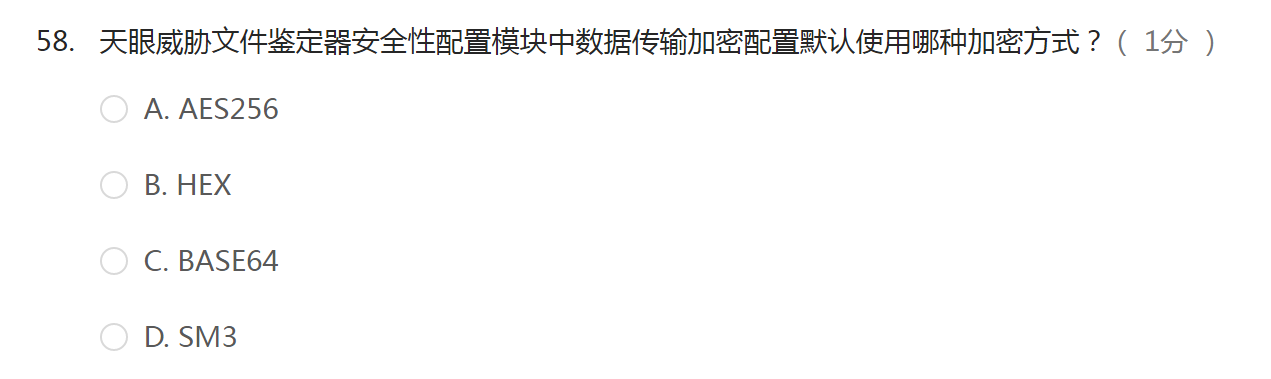 58. 天眼威胁文件鉴定器安全性配置模块中数据传输加密配置默认使用哪种加密方式？（ 1分 ）
A. AES256
B. HEX
C. BASE64
D. SM3